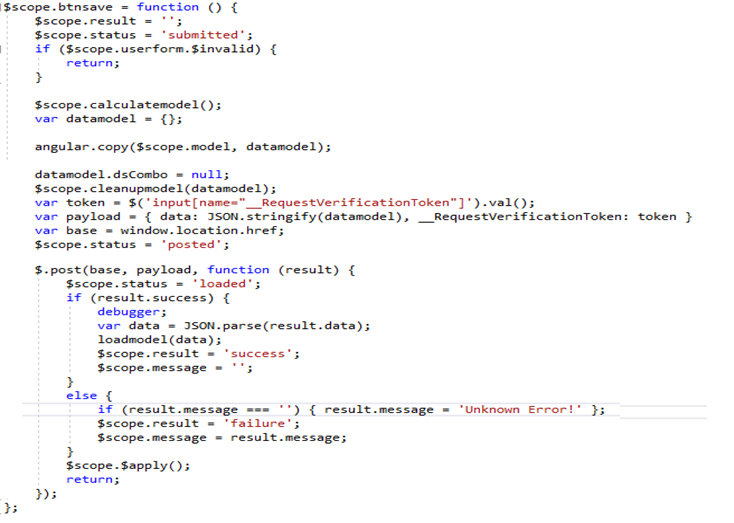 $scope.btnsave = function () {
    $scope.result = '';
    $scope.status = 'submitted';
    if ($scope.userform.$invalid) {
        return;
    }
    $scope.calculatemodel();
    var datamodel = {};
    angular.copy($scope.model, datamodel);
    datamodel.dsCombo = null;
    $scope.cleanupmodel(datamodel);
    var token = $('input[name="__RequestVerificationToken"]').val();
    var payload = { data: JSON.stringify(datamodel), __RequestVerificationToken: token }
    var base = window.location.href;
    $scope.status = 'posted';
    $.post(base, payload, function (result) {
        $scope.status = 'loaded';
        if (result.success) {
            debugger;
            var data = JSON.parse(result.data);
            loadmodel(data);
            $scope.result = 'success';
            $scope.message = '';
        }
        else {
            if (result.message === '') { result.message = 'Unknown Error!' };
            $scope.result = 'failure';
            $scope.message = result.message;
        }
        $scope.$apply();
        return;
    });
};